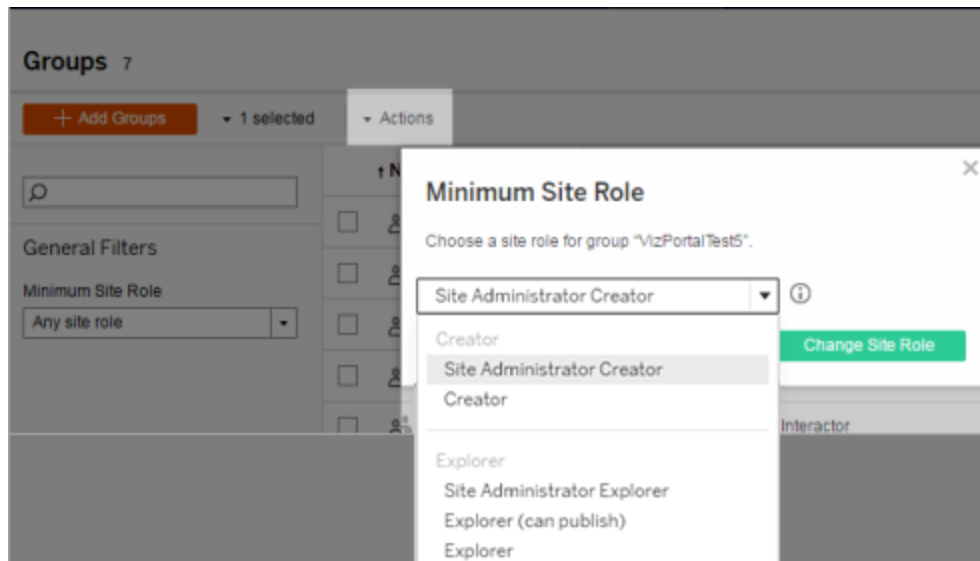 Groups 7
+ Add Groups
1 selected
Actions
↑ N
General Filters
Minimum Site Role
Any site role
Minimum Site Role
Choose a site role for group "VizPortalTest5".
Site Administrator Creator
Change Site Role
Creator
Site Administrator Creator
Creator
Interactor
Explorer
Site Administrator Explorer
Explorer (can publish)
Explorer